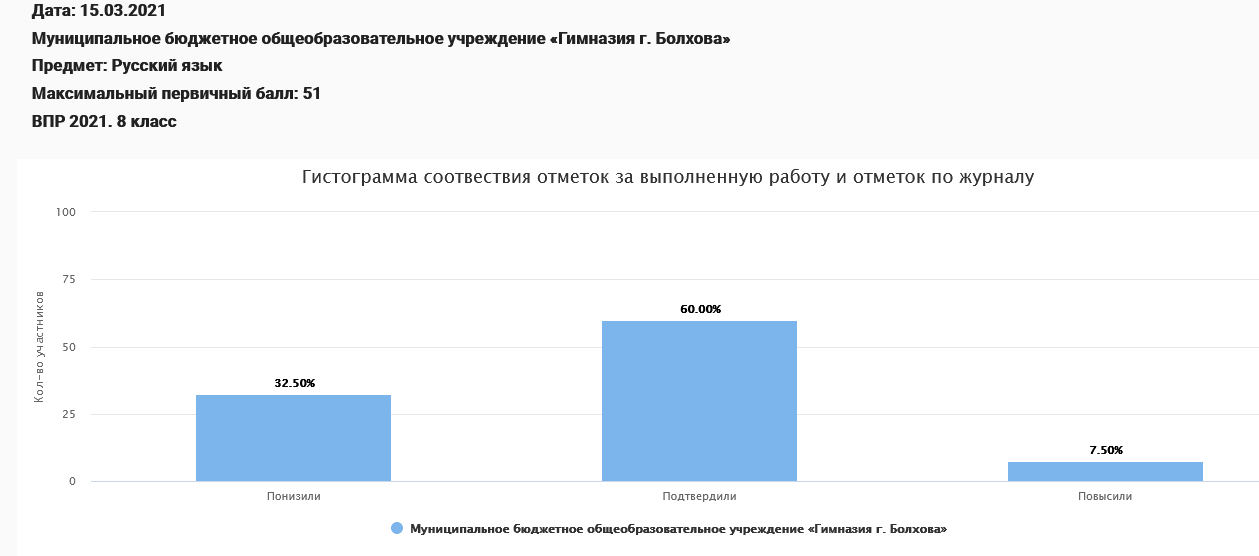 Дата: 15.03.2021
Муниципальное бюджетное общеобразовательное учреждение «Гимназия г. Болхова»
Предмет: Русский язык
Максимальный первичный балл: 51
ВПР 2021. 8 класс
Гистограмма соотвествия отметок за выполненную работу и отметок по журналу
100
75
50
25
0
Кол-во участников
32.50%
60.00%
7.50%
Понизили
Подтвердили
Повысили
Муниципальное бюджетное общеобразовательное учреждение «Гимназия г. Болхова»